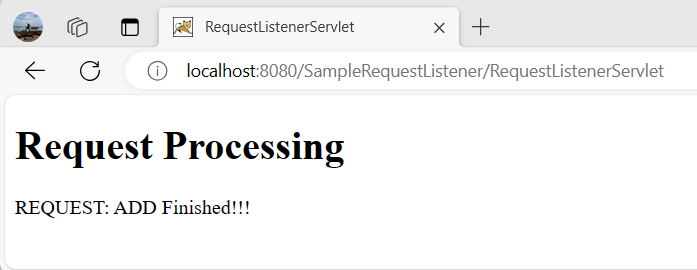 RequestListenerServlet
localhost:8080/SampleRequestListener/RequestListenerServlet
Request Processing
REQUEST: ADD Finished!!!